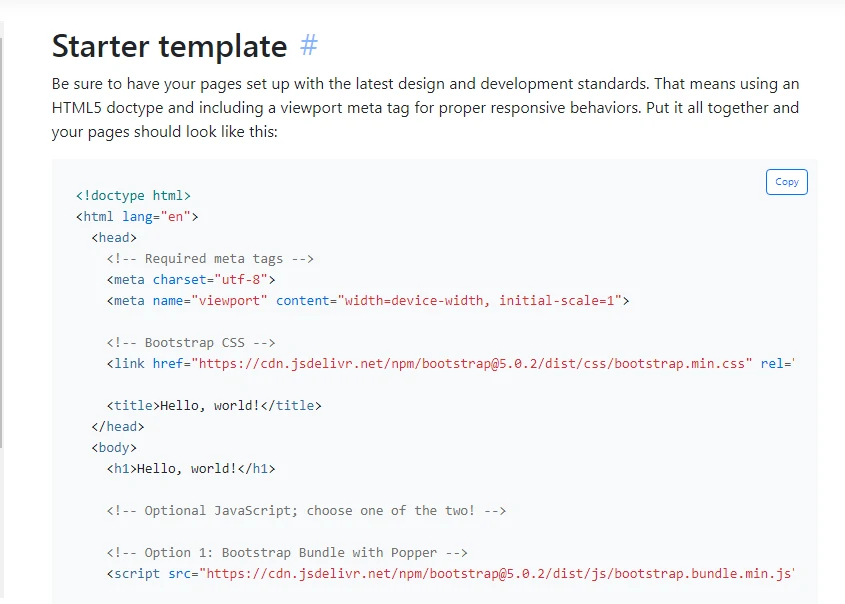 Starter template #
Be sure to have your pages set up with the latest design and development standards. That means using an
HTML5 doctype and including a viewport meta tag for proper responsive behaviors. Put it all together and
your pages should look like this:
Copy
<!doctype html>
<html lang="en">
  <head>
    <!-- Required meta tags -->
    <meta charset="utf-8">
    <meta name="viewport" content="width=device-width, initial-scale=1">

    <!-- Bootstrap CSS -->
    <link href="https://cdn.jsdelivr.net/npm/bootstrap@5.0.2/dist/css/bootstrap.min.css" rel="

    <title>Hello, world!</title>
  </head>
  <body>
    <h1>Hello, world!</h1>

    <!-- Optional JavaScript; choose one of the two! -->

    <!-- Option 1: Bootstrap Bundle with Popper -->
    <script src="https://cdn.jsdelivr.net/npm/bootstrap@5.0.2/dist/js/bootstrap.bundle.min.js"